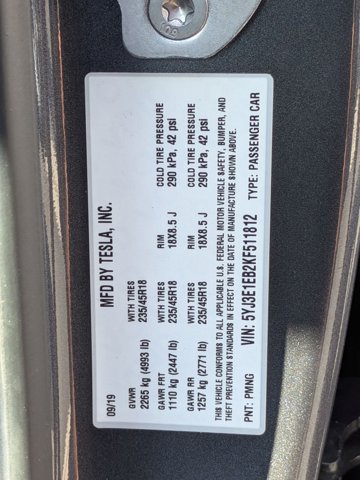 MFD BY TESLA, INC.
09/19
GVWR WITH TIRES RIM COLD TIRE PRESSURE
2265 kg (4993 lb) 235/45R18 18X8.5 J 290 kPa, 42 psi
GAWR FRT WITH TIRES RIM COLD TIRE PRESSURE
1110 kg (2447 lb) 235/45R18 18X8.5 J 290 kPa, 42 psi
GAWR RR
1257 kg (2771 lb) 235/45R18
THIS VEHICLE CONFORMS TO ALL APPLICABLE U.S. FEDERAL MOTOR VEHICLE SAFETY, BUMPER, AND
THEFT PREVENTION STANDARDS IN EFFECT ON THE DATE OF MANUFACTURE SHOWN ABOVE.
VIN: 5YJ3E1EB2KF511812
PNT: PMNG TYPE: PASSENGER CAR